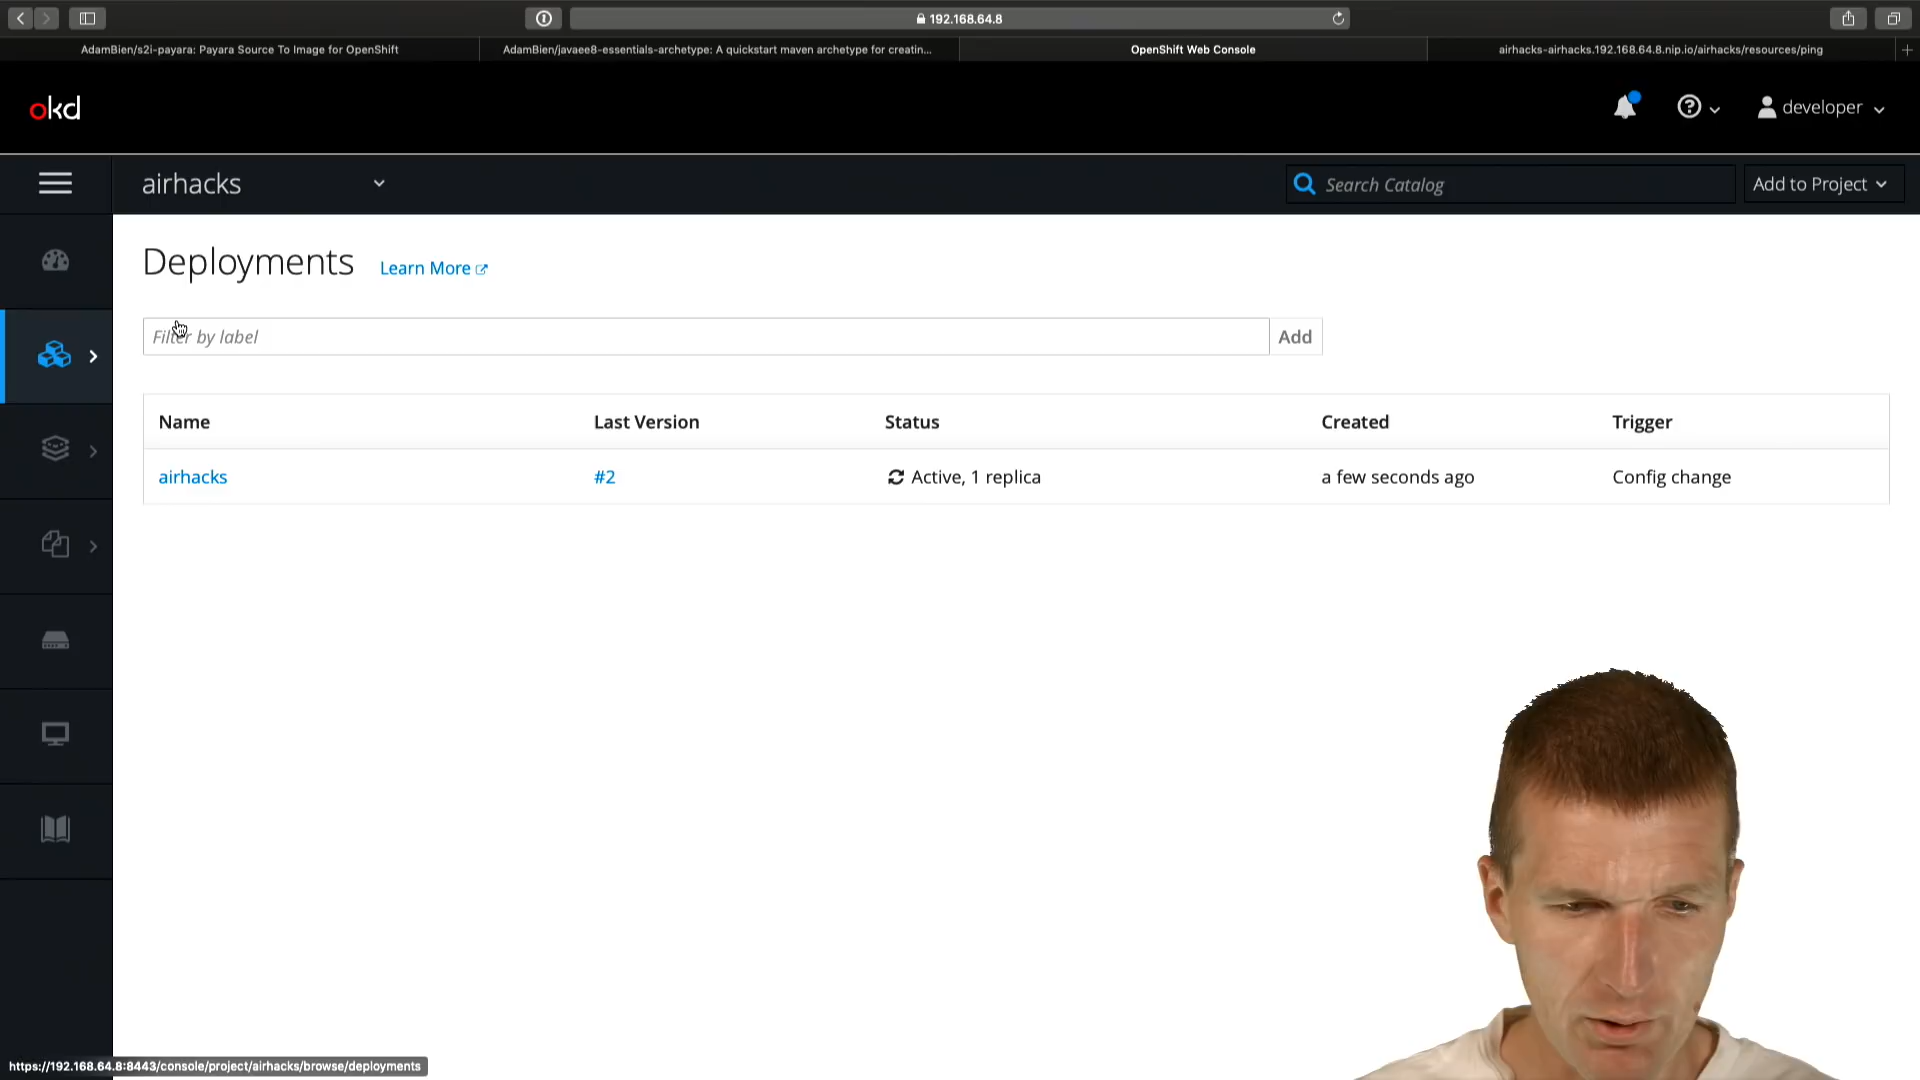 192.168.64.8
AdamBien/s2i-payara: Payara Source To Image for OpenShift
AdamBien/javaee8-essentials-archetype: A quickstart maven archetype for creatin...
OpenShift Web Console
airhacks-airhacks.192.168.64.8.nip.io/airhacks/resources/ping
okd
developer
airhacks
Search Catalog
Add to Project
Deployments
Learn More
Filter by label
Add
Name
Last Version
Status
Created
Trigger
airhacks
#2
Active, 1 replica
a few seconds ago
Config change
https://192.168.64.8:8443/console/project/airhacks/browse/deployments